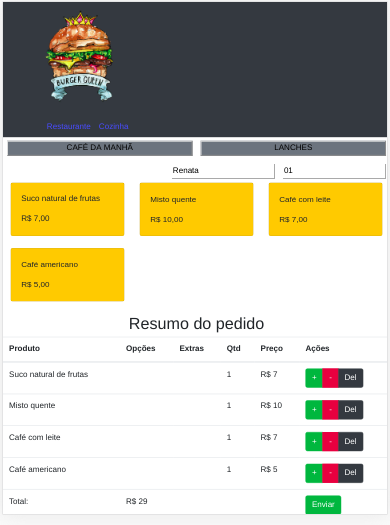 BURGER QUEEN
Restaurante Cozinha
CAFÉ DA MANHÃ LANCHES
Renata 01
Suco natural de frutas
R$ 7,00
Misto quente
R$ 10,00
Café com leite
R$ 7,00
Café americano
R$ 5,00
Resumo do pedido
Produto Opções Extras Qtd Preço Ações
Suco natural de frutas 1 R$ 7 + - Del
Misto quente 1 R$ 10 + - Del
Café com leite 1 R$ 7 + - Del
Café americano 1 R$ 5 + - Del
Total: R$ 29 Enviar